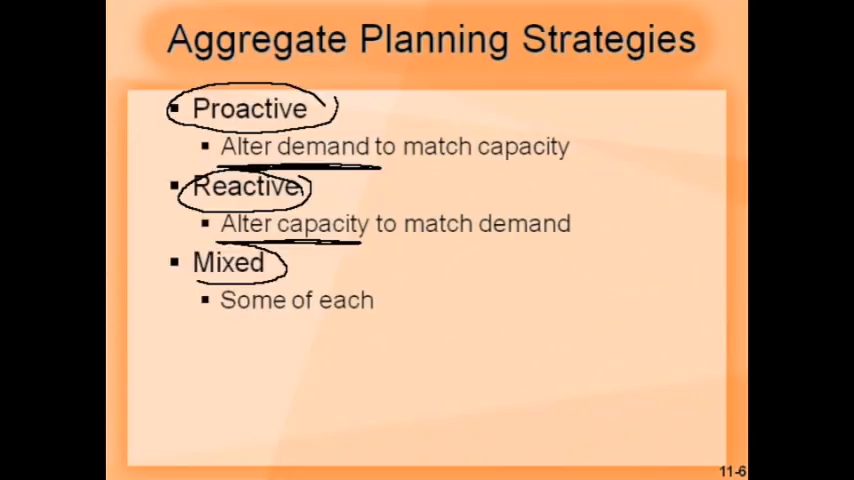 Aggregate Planning Strategies
▪ Proactive
▪ Alter demand to match capacity
▪ Reactive
▪ Alter capacity to match demand
▪ Mixed
▪ Some of each
11-6